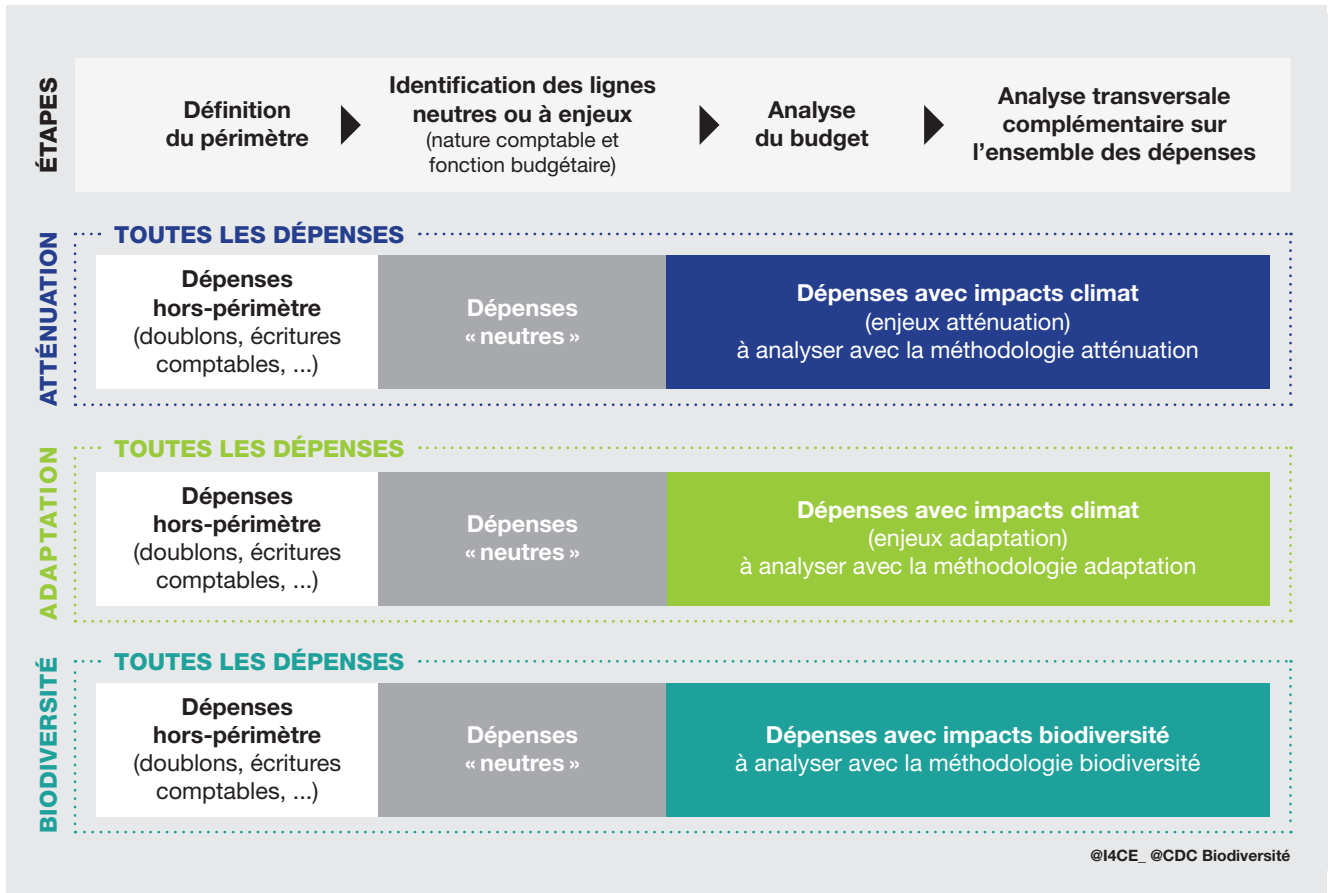 ÉTAPES
Définition
du périmètre
Identification des lignes
neutres ou à enjeux
(nature comptable et
fonction budgétaire)
Analyse
du budget
Analyse transversale
complémentaire sur
l'ensemble des dépenses
ATTÉNUATION
TOUTES LES DÉPENSES
Dépenses
hors-périmètre
(doublons, écritures
comptables, ...)
Dépenses
« neutres »
Dépenses avec impacts climat
(enjeux atténuation)
à analyser avec la méthodologie atténuation
ADAPTATION
TOUTES LES DÉPENSES
Dépenses
hors-périmètre
(doublons, écritures
comptables, ...)
Dépenses
« neutres »
Dépenses avec impacts climat
(enjeux adaptation)
à analyser avec la méthodologie adaptation
BIODIVERSITÉ
TOUTES LES DÉPENSES
Dépenses
hors-périmètre
(doublons, écritures
comptables, ...)
Dépenses
« neutres »
Dépenses avec impacts biodiversité
à analyser avec la méthodologie biodiversité
@I4CE_ @CDC Biodiversité